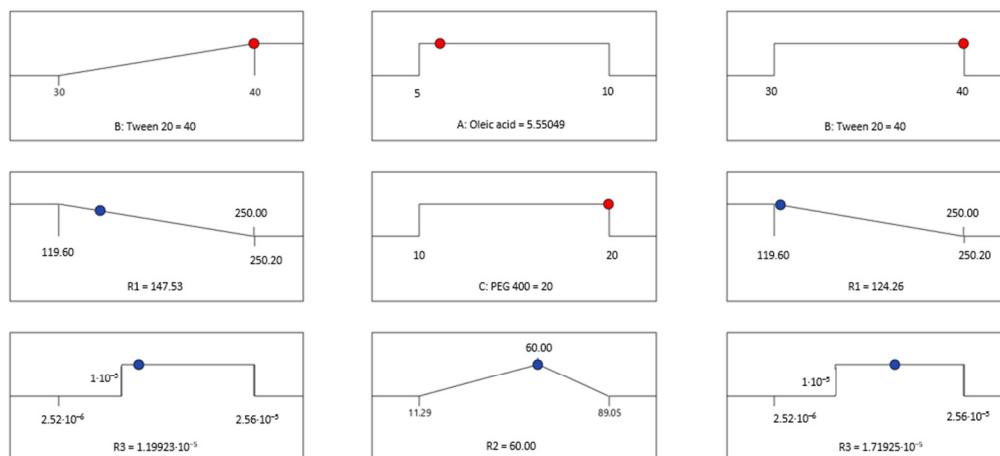 30
40
B: Tween 20 = 40
5
10
A: Oleic acid = 5.55049
30
40
B: Tween 20 = 40
119.60
250.00
250.20
R1 = 147.53
10
20
C: PEG 400 = 20
119.60
250.00
250.20
R1 = 124.26
1·10⁻⁵
2.52·10⁻⁶
2.56·10⁻⁵
R3 = 1.19923·10⁻⁵
60.00
11.29
89.05
R2 = 60.00
1·10⁻⁵
2.52·10⁻⁶
2.56·10⁻⁵
R3 = 1.71925·10⁻⁵